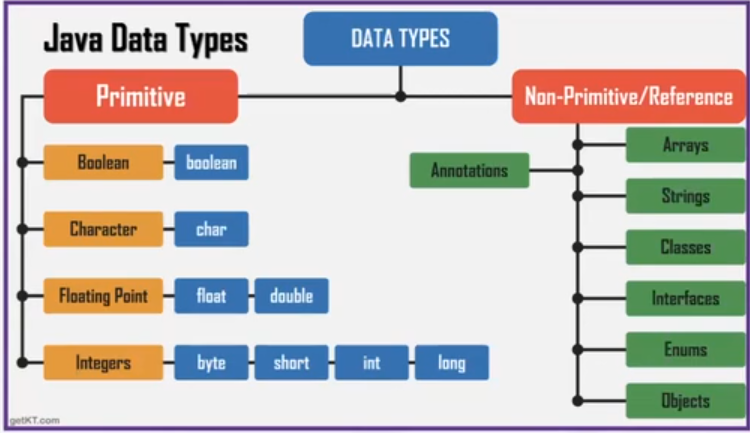 Java Data Types
DATA TYPES
Primitive
Non-Primitive/Reference
Boolean boolean
Character char
Floating Point float double
Integers byte short int long
Annotations
Arrays
Strings
Classes
Interfaces
Enums
Objects
getKT.com